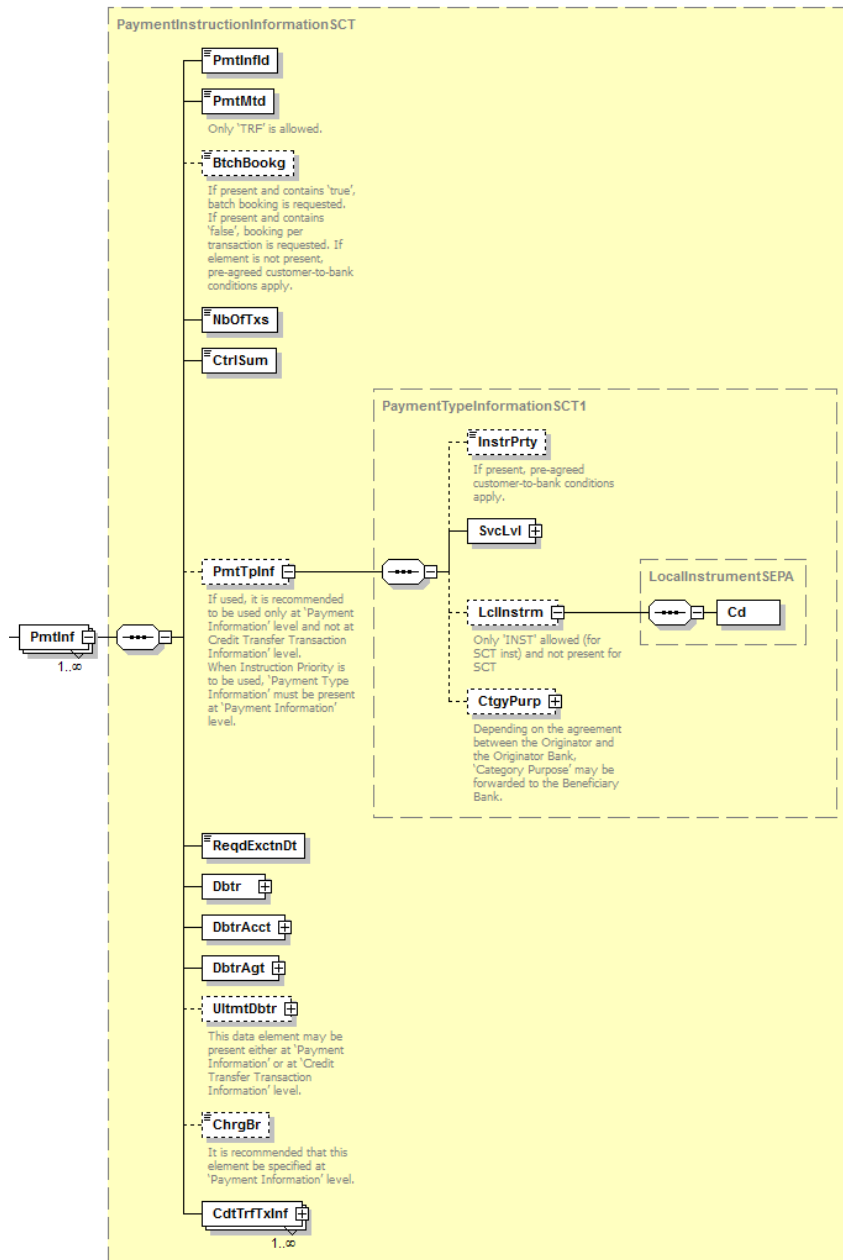 PaymentInstructionInformationSCT
PmtInfId
PmtMtd
Only ‘TRF’ is allowed.
BtchBookg
If present and contains ‘true’,
batch booking is requested.
If present and contains
‘false’, booking per
transaction is requested. If
element is not present,
pre-agreed customer-to-bank
conditions apply.
NbOfTxs
CtrlSum
PaymentTypeInformationSCT1
InstrPrty
If present, pre-agreed
customer-to-bank conditions
apply.
SvcLvl
PmtTpInf
If used, it is recommended
to be used only at ‘Payment
Information’ level and not at
Credit Transfer Transaction
Information’ level.
When Instruction Priority is
to be used, ‘Payment Type
Information’ must be present
at ‘Payment Information’
level.
LocalInstrumentSEPA
LclInstrm
Only ‘INST’ allowed (for
SCT inst) and not present for
SCT
Cd
CtgyPurp
Depending on the agreement
between the Originator and
the Originator Bank,
‘Category Purpose’ may be
forwarded to the Beneficiary
Bank.
PmtInf
1..∞
ReqdExctnDt
Dbtr
DbtrAcct
DbtrAgt
UltmtDbtr
This data element may be
present either at ‘Payment
Information’ or at ‘Credit
Transfer Transaction
Information’ level.
ChrgBr
It is recommended that this
element be specified at
‘Payment Information’ level.
CdtTrfTxInf
1..∞